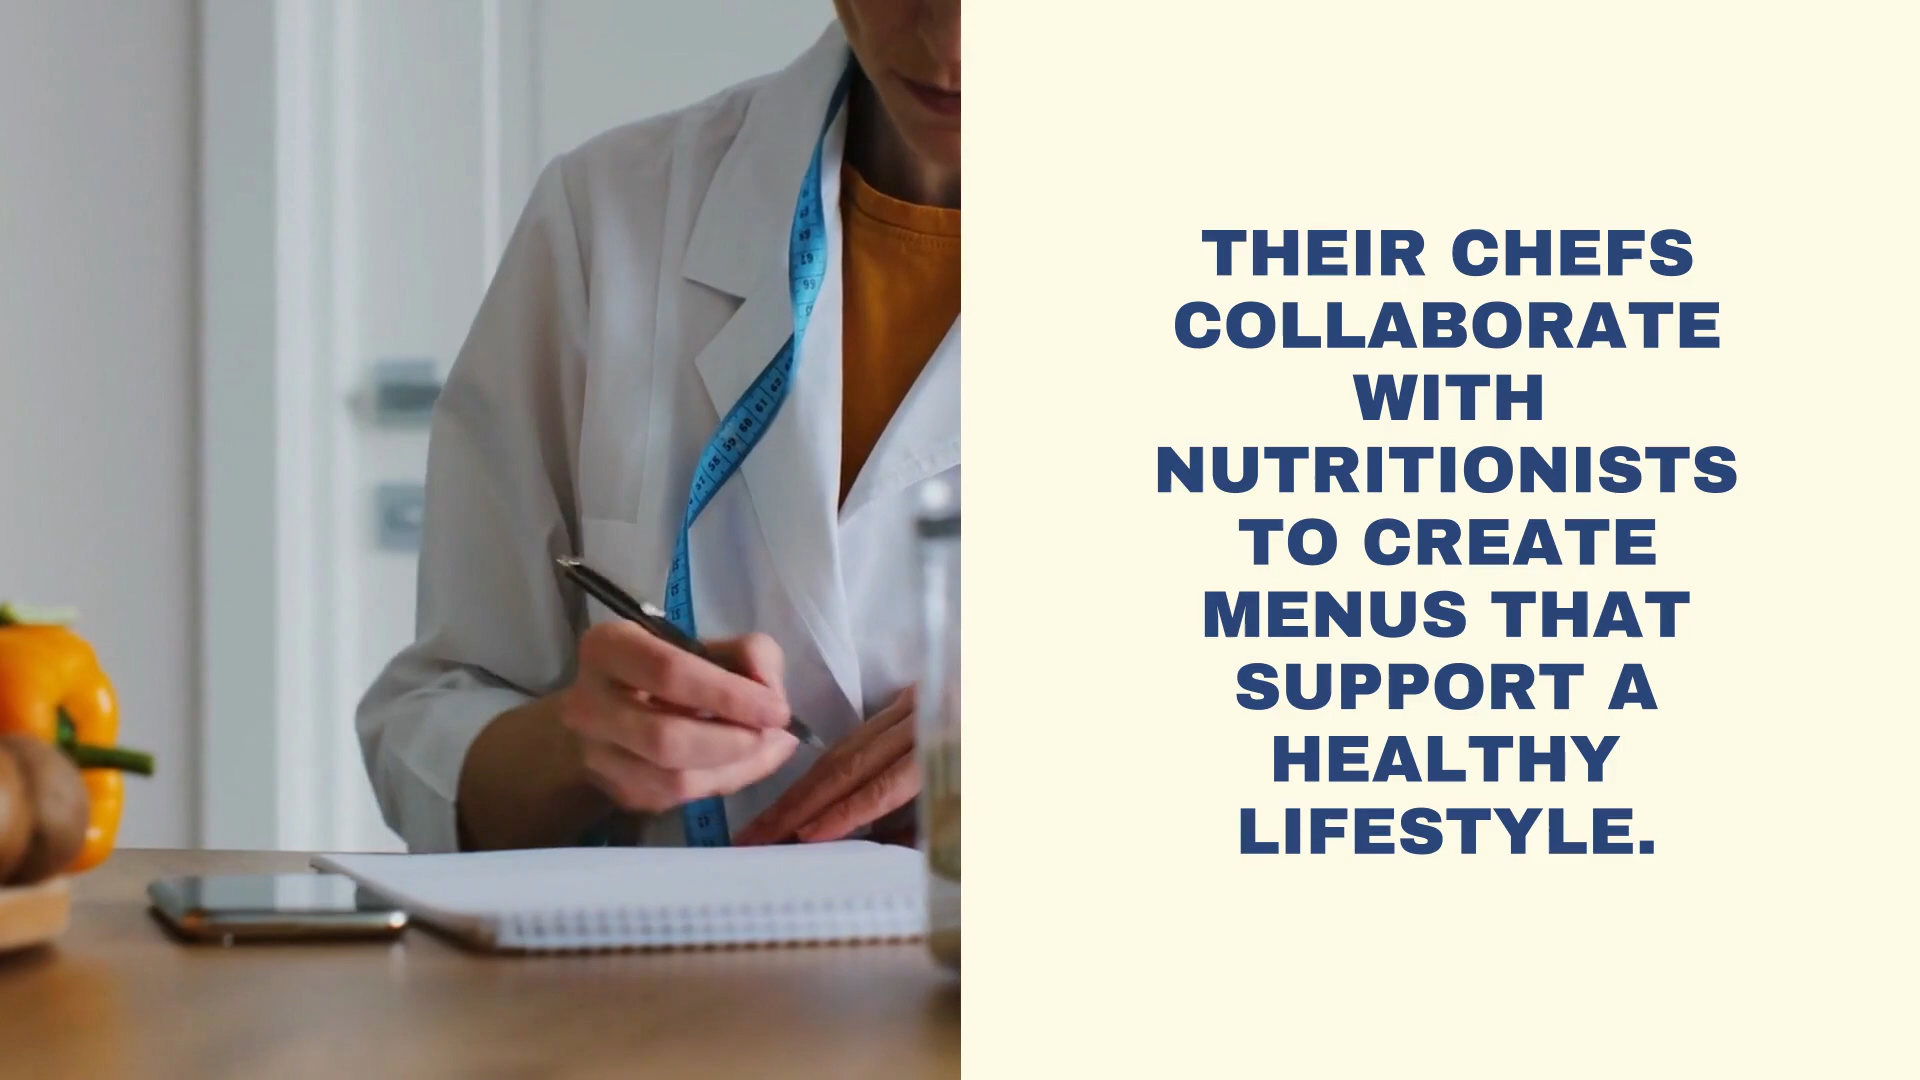 THEIR CHEFS
COLLABORATE
WITH
NUTRITIONISTS
TO CREATE
MENUS THAT
SUPPORT A
HEALTHY
LIFESTYLE.